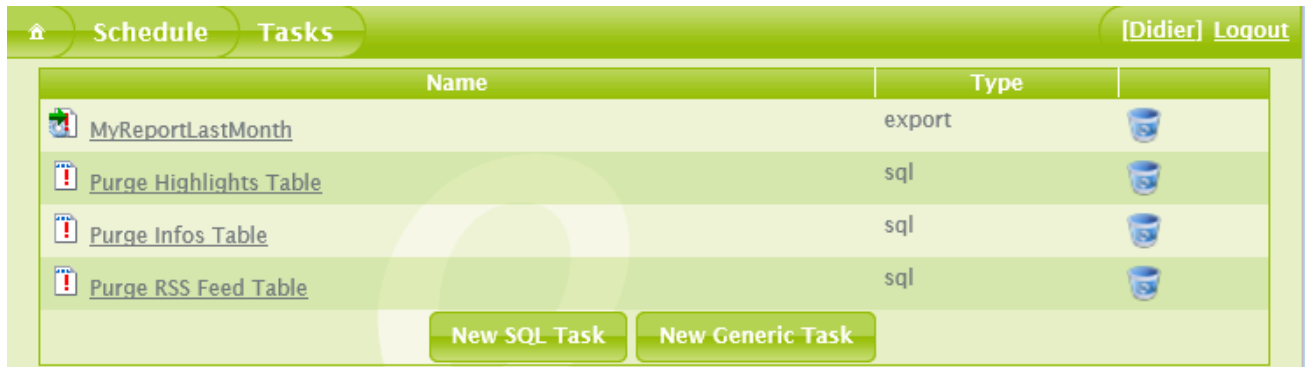 Schedule Tasks [Didier] Logout
Name Type
MyReportLastMonth export
Purge Highlights Table sql
Purge Infos Table sql
Purge RSS Feed Table sql
New SQL Task New Generic Task